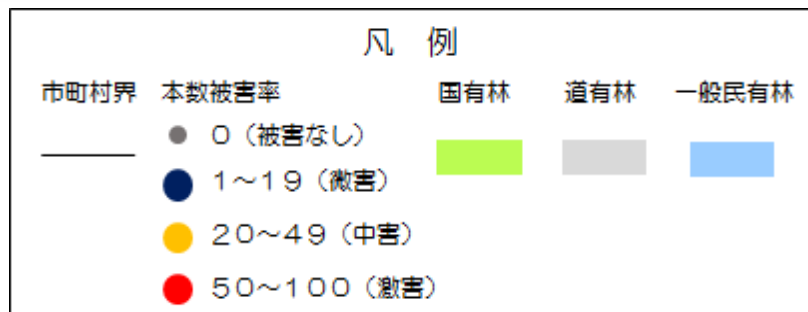 凡 例
市町村界 本数被害率 国有林 道有林 一般民有林
0（被害なし）
1～19（微害）
20～49（中害）
50～100（激害）